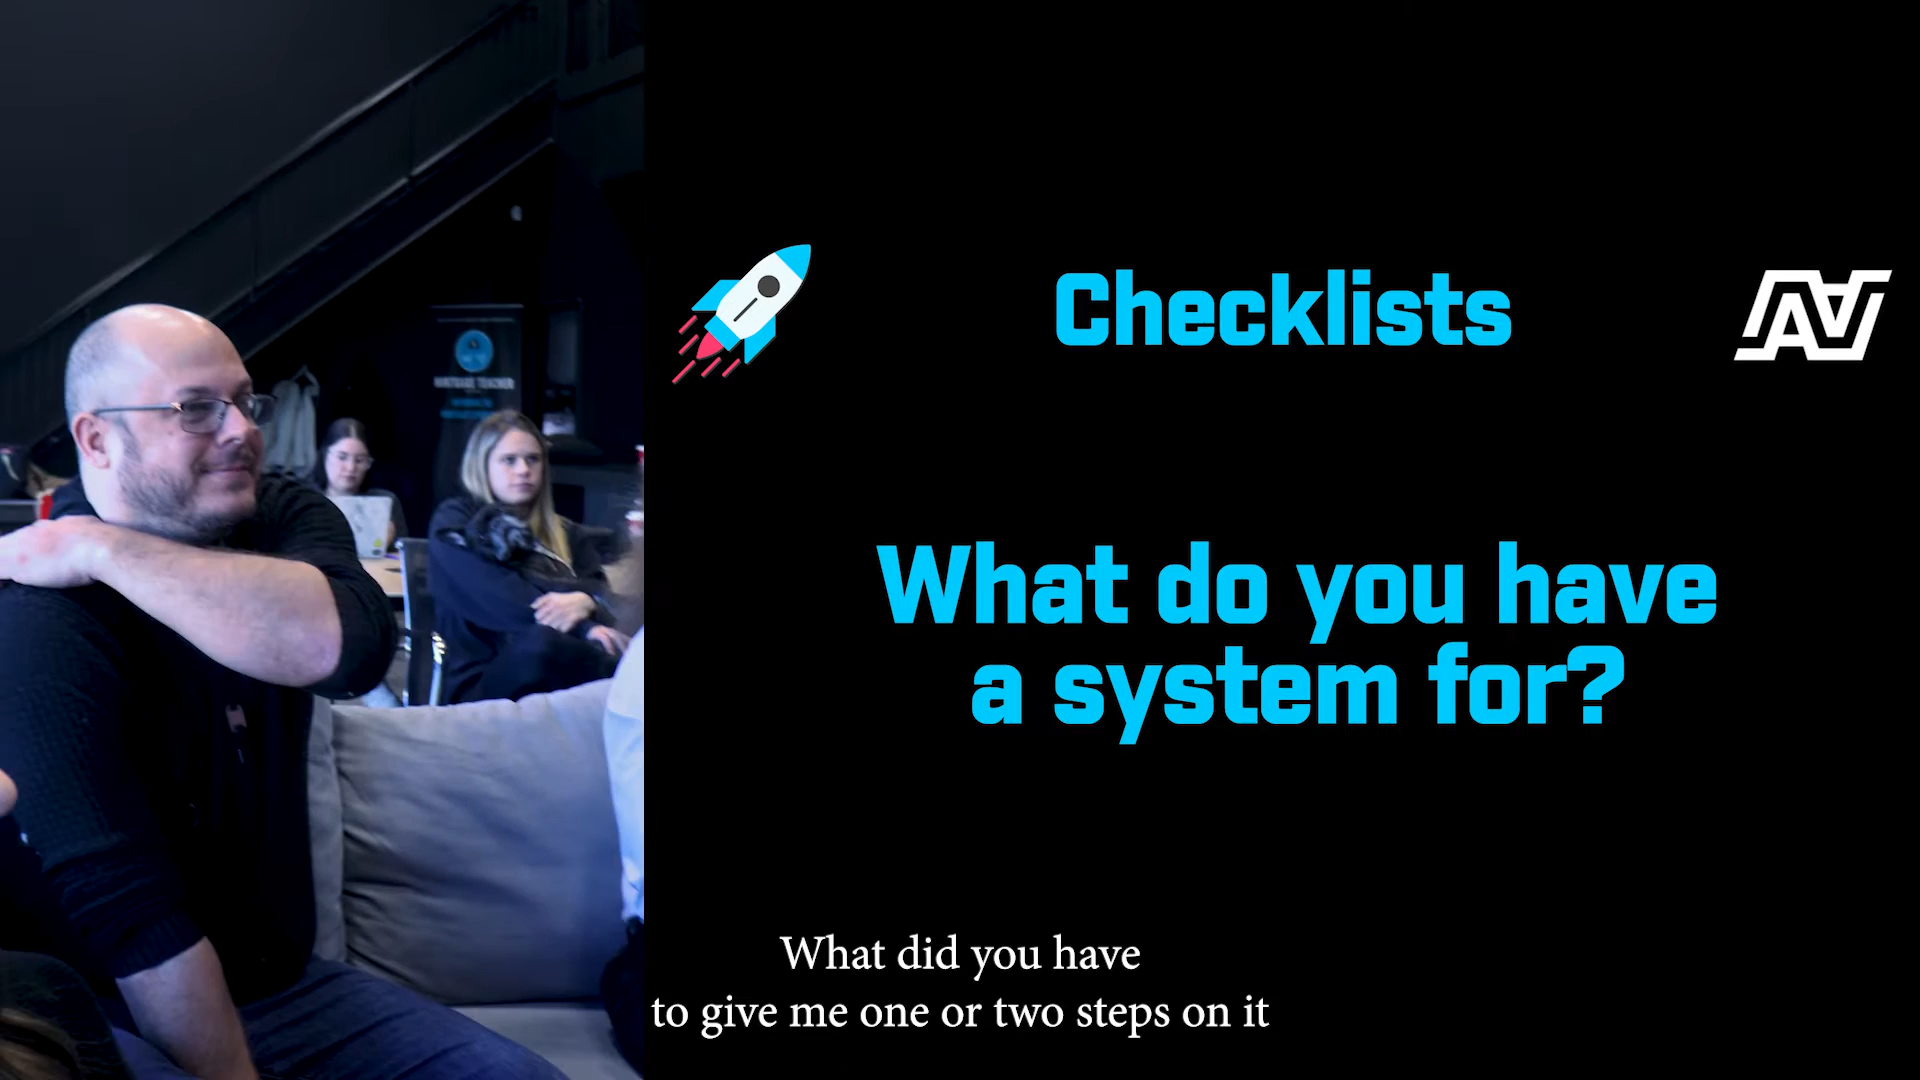 Checklists
What do you have
a system for?
What did you have
to give me one or two steps on it